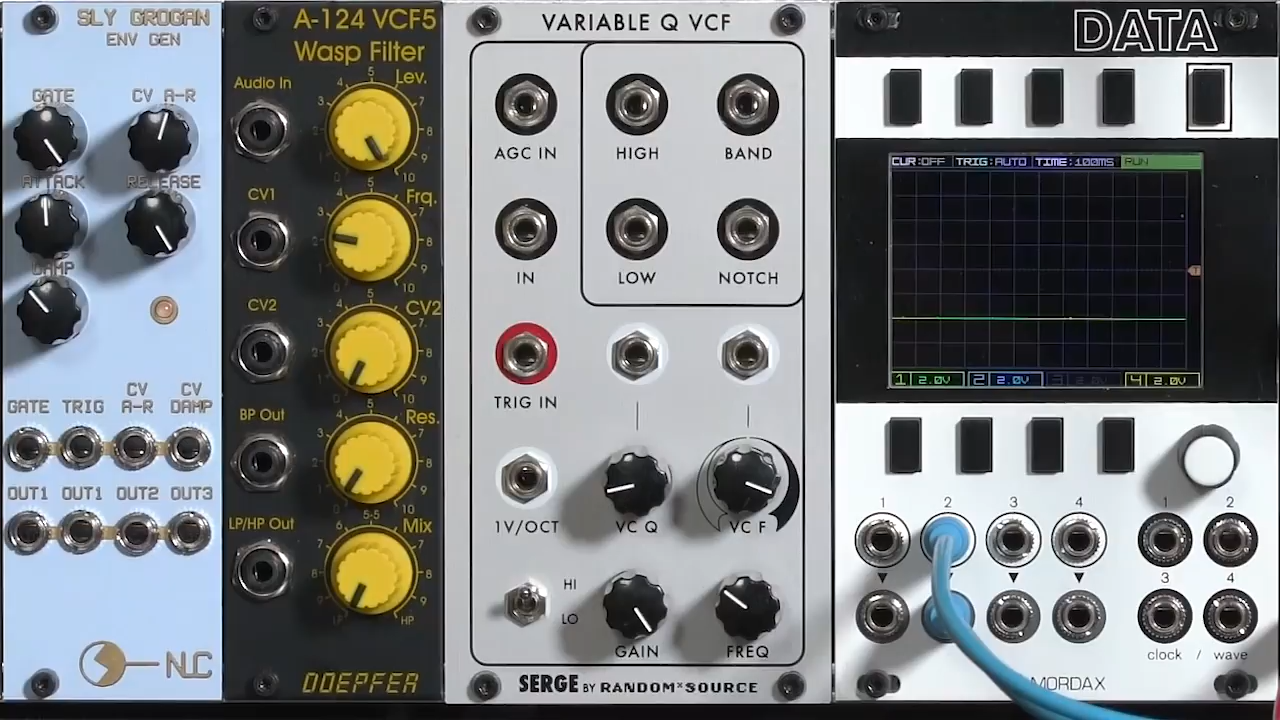 SLY GROGAN
ENV GEN
GATE CV A-R
ATTACK RELEASE
DAMP
CV CV
GATE TRIG A-R DAMP
OUT1 OUT1 OUT2 OUT3
NLC
A-124 VCF5
Wasp Filter
Audio In Lev.
CV1 Frq.
CV2 CV2
BP Out Res.
LP/HP Out Mix
HP
DOEPFER
VARIABLE Q VCF
AGC IN HIGH BAND
IN LOW NOTCH
TRIG IN
1V/OCT VC Q VC F
HI
LO
GAIN FREQ
SERGE BY RANDOM*SOURCE
DATA
CUR:OFF TRIG:AUTO TIME:100MS RUN
T
1 2.0V 2 2.0V 4 2.0V
1 2 3 4 1 2
3 4
clock / wave
MORDAX